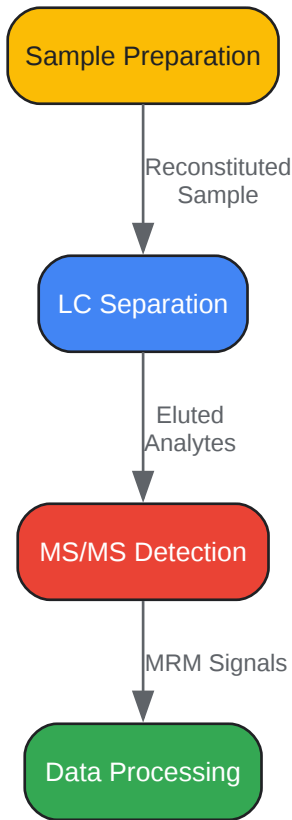 Sample Preparation
Reconstituted
Sample
LC Separation
Eluted
Analytes
MS/MS Detection
MRM Signals
Data Processing